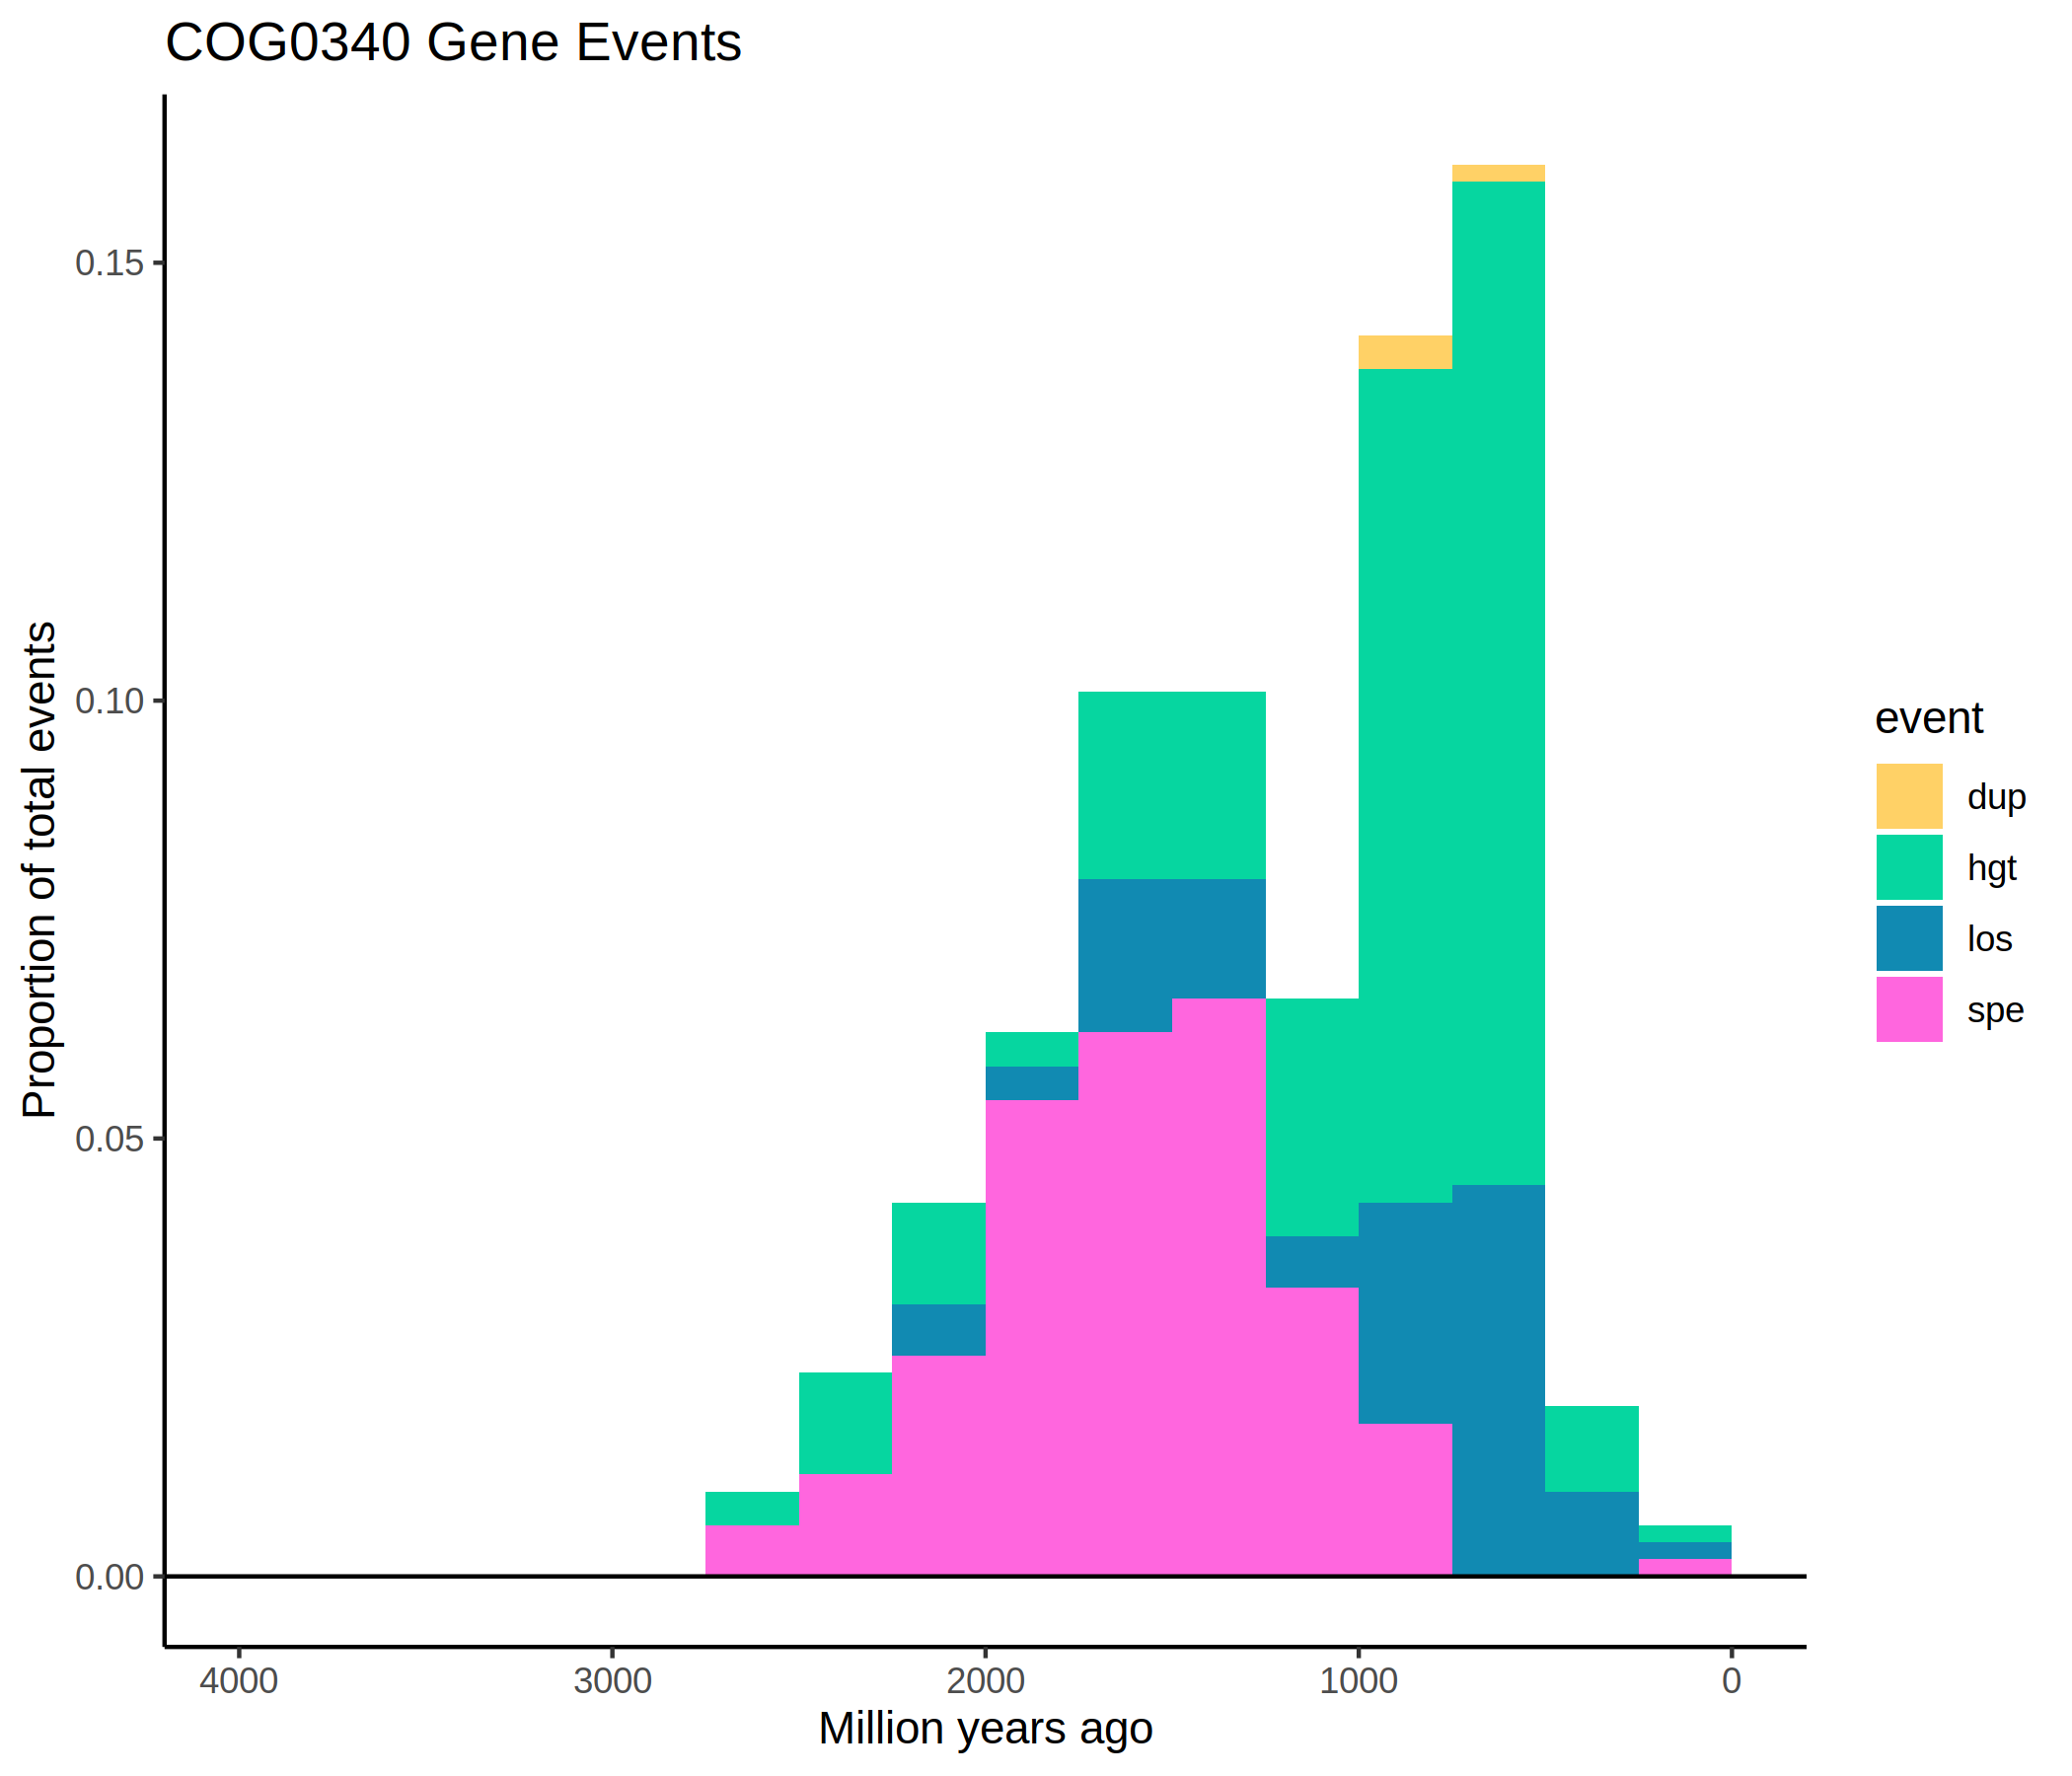 COG0340 Gene Events
Proportion of total events
0.15
0.10
0.05
0.00
4000 3000 2000 1000 0
Million years ago
event
dup
hgt
los
spe